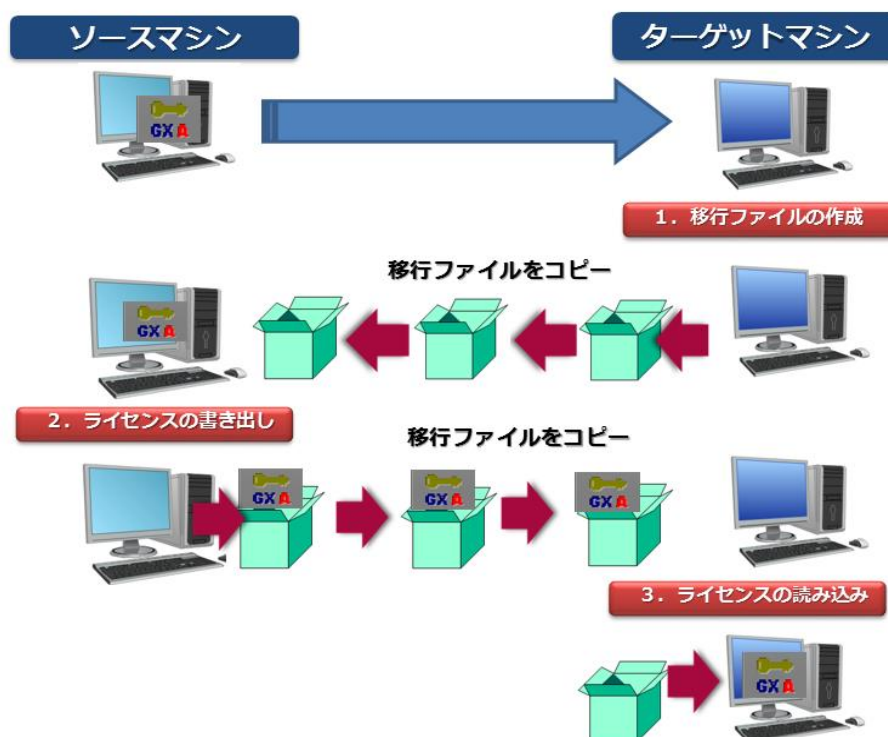 ソースマシン
ターゲットマシン
GXA
1．移行ファイルの作成
移行ファイルをコピー
GXA
2．ライセンスの書き出し
移行ファイルをコピー
GXA
GXA
GXA
3．ライセンスの読み込み
GXA